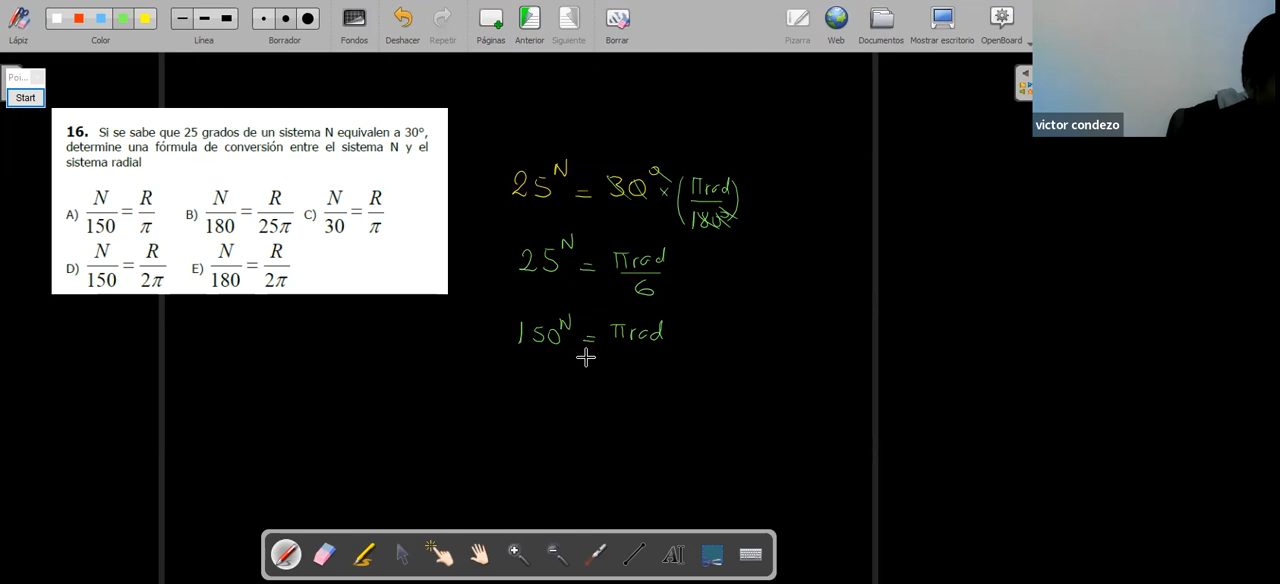 Lápiz Color Línea Borrador Fondos Deshacer Repetir Páginas Anterior Siguiente Borrar Pizarra Web Documentos Mostrar escritorio OpenBoard
Poi...
Start
victor condezo
16. Si se sabe que 25 grados de un sistema N equivalen a 30°,
determine una fórmula de conversión entre el sistema N y el
sistema radial
A) N/150 = R/π B) N/180 = R/25π C) N/30 = R/π
D) N/150 = R/2π E) N/180 = R/2π
25^N = 30° x (πrad/180°)
25^N = πrad/6
150^N = πrad
AI